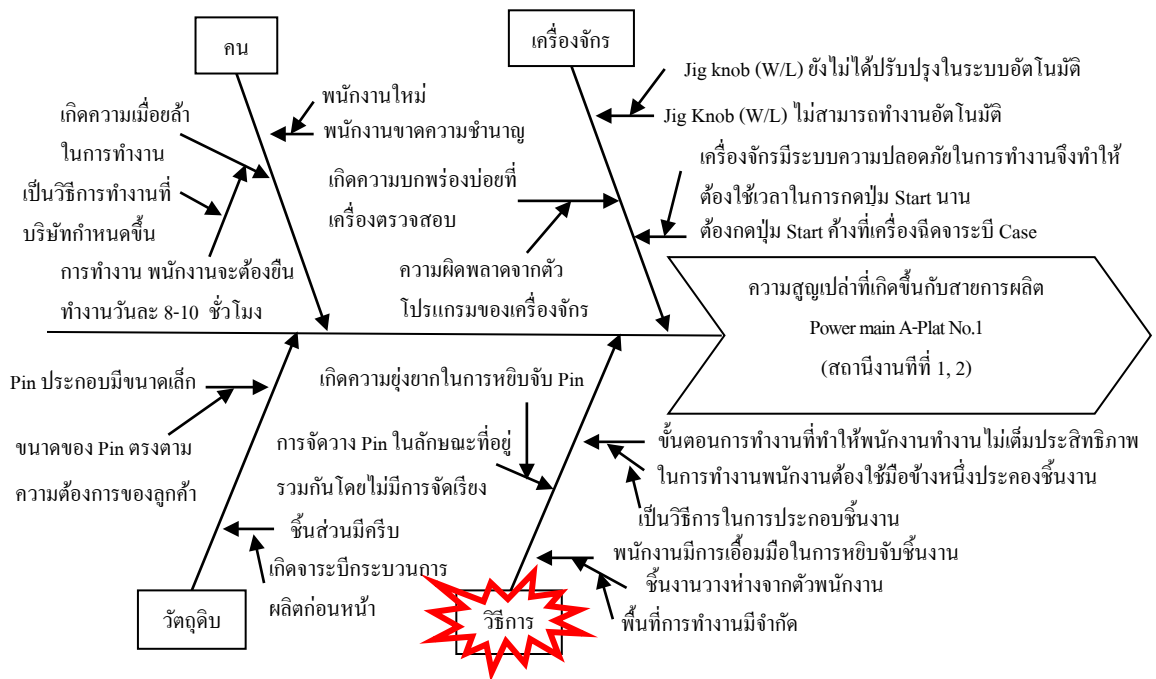 คน
เครื่องจักร
เกิดความเมื่อยล้า
ในการทำงาน
เป็นวิธีการทำงานที่
บริษัทกำหนดขึ้น
การทำงาน พนักงานจะต้องยืน
ทำงานวันละ 8-10 ชั่วโมง
พนักงานใหม่
พนักงานขาดความชำนาญ
เกิดความบกพร่องบ่อยที่
เครื่องตรวจสอบ
ความผิดพลาดจากตัว
โปรแกรมของเครื่องจักร
Jig knob (W/L) ยังไม่ได้ปรับปรุงในระบบอัตโนมัติ
Jig Knob (W/L) ไม่สามารถทำงานอัตโนมัติ
เครื่องจักรมีระบบความปลอดภัยในการทำงานจึงทำให้
ต้องใช้เวลาในการกดปุ่ม Start นาน
ต้องกดปุ่ม Start ค้างที่เครื่องฉีดจาระบี Case
ความสูญเปล่าที่เกิดขึ้นกับสายการผลิต
Power main A-Plat No.1
(สถานีงานทีที่ 1, 2)
Pin ประกอบมีขนาดเล็ก
ขนาดของ Pin ตรงตาม
ความต้องการของลูกค้า
ชิ้นส่วนมีครีบ
เกิดจาระบีกระบวนการ
ผลิตก่อนหน้า
วัตถุดิบ
เกิดความยุ่งยากในการหยิบจับ Pin
การจัดวาง Pin ในลักษณะที่อยู่
รวมกันโดยไม่มีการจัดเรียง
ขั้นตอนการทำงานที่ทำให้พนักงานทำงานไม่เต็มประสิทธิภาพ
ในการทำงานพนักงานต้องใช้มือข้างหนึ่งประคองชิ้นงาน
เป็นวิธีการในการประกอบชิ้นงาน
พนักงานมีการเอื้อมมือในการหยิบจับชิ้นงาน
ชิ้นงานวางห่างจากตัวพนักงาน
พื้นที่การทำงานมีจำกัด
วิธีการ